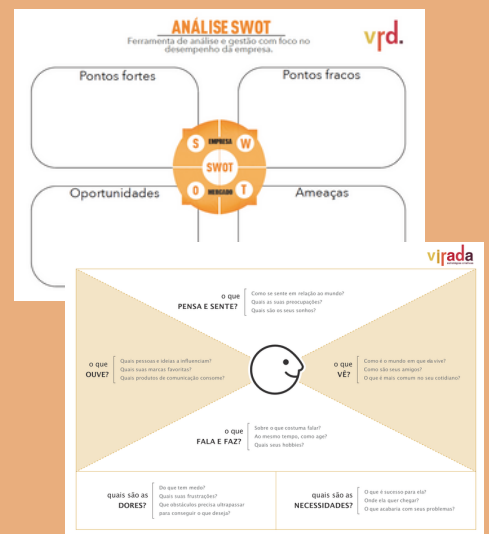 ANÁLISE SWOT
Ferramenta de análise e gestão com foco no
desempenho da empresa.
vrd.
Pontos fortes
Pontos fracos
S
EMPRESA
W
SWOT
O
MERCADO
T
Oportunidades
Ameaças
virada
o que
PENSA E SENTE?
Como se sente em relação ao mundo?
Quais as suas preocupações?
Quais são os seus sonhos?
o que
OUVE?
Quais pessoas e ideias a influenciam?
Quais suas marcas favoritas?
Quais produtos de comunicação consome?
o que
VÊ?
Como é o mundo em que ela vive?
Como são seus amigos?
O que é mais comum no seu cotidiano?
o que
FALA E FAZ?
Sobre o que costuma falar?
Ao mesmo tempo, como age?
Quais seus hobbies?
quais são as
DORES?
Do que tem medo?
Quais suas frustrações?
Que obstáculos precisa ultrapassar
para conseguir o que deseja?
quais são as
NECESSIDADES?
O que é sucesso para ela?
Onde ela quer chegar?
O que acabaria com seus problemas?